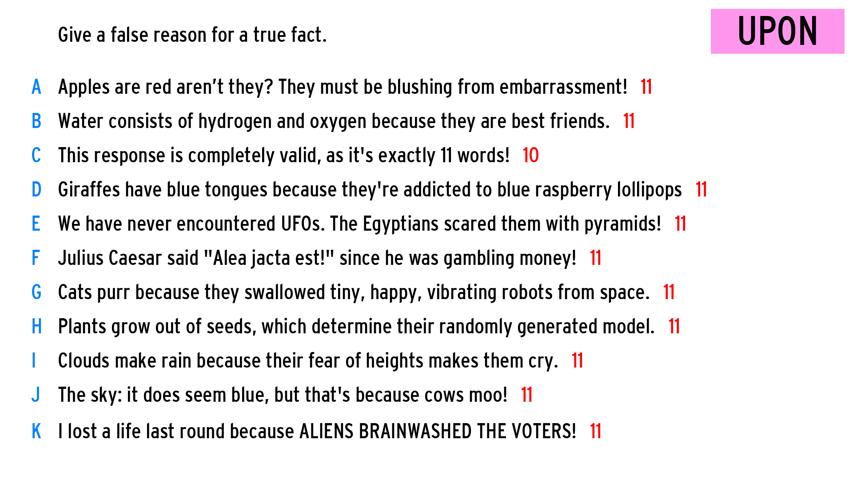 Give a false reason for a true fact.
UPON
A Apples are red aren't they? They must be blushing from embarrassment! 11
B Water consists of hydrogen and oxygen because they are best friends. 11
C This response is completely valid, as it's exactly 11 words! 10
D Giraffes have blue tongues because they're addicted to blue raspberry lollipops 11
E We have never encountered UFOs. The Egyptians scared them with pyramids! 11
F Julius Caesar said "Alea jacta est!" since he was gambling money! 11
G Cats purr because they swallowed tiny, happy, vibrating robots from space. 11
H Plants grow out of seeds, which determine their randomly generated model. 11
I Clouds make rain because their fear of heights makes them cry. 11
J The sky: it does seem blue, but that's because cows moo! 11
K I lost a life last round because ALIENS BRAINWASHED THE VOTERS! 11